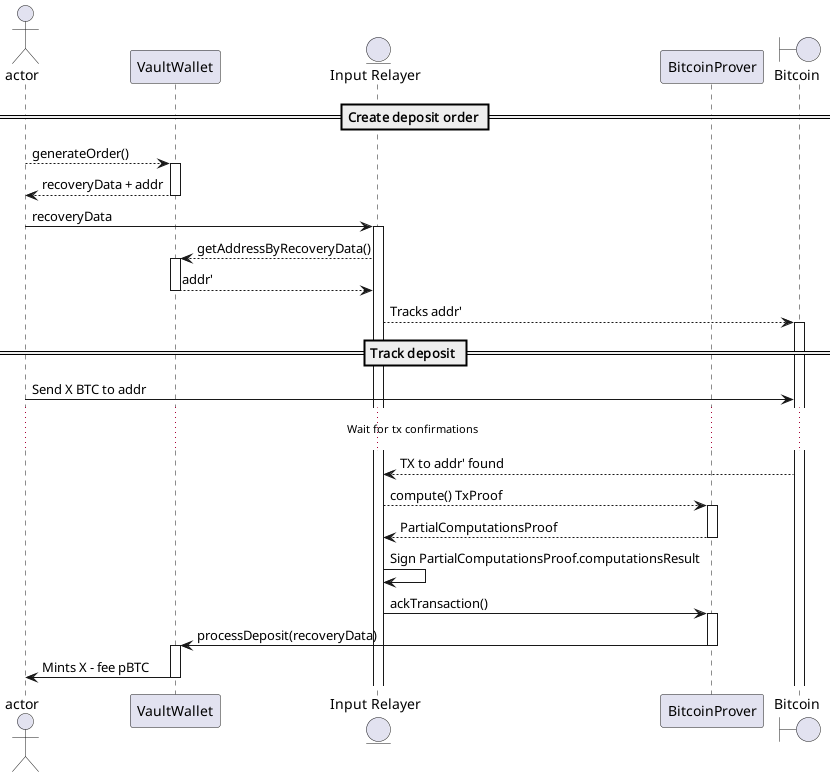 actor
VaultWallet
Input Relayer
BitcoinProver
Bitcoin
Create deposit order
generateOrder()
recoveryData + addr
recoveryData
getAddressByRecoveryData()
addr'
Tracks addr'
Track deposit
Send X BTC to addr
Wait for tx confirmations
TX to addr' found
compute() TxProof
PartialComputationsProof
Sign PartialComputationsProof.computationsResult
ackTransaction()
processDeposit(recoveryData)
Mints X - fee pBTC
actor
VaultWallet
Input Relayer
BitcoinProver
Bitcoin